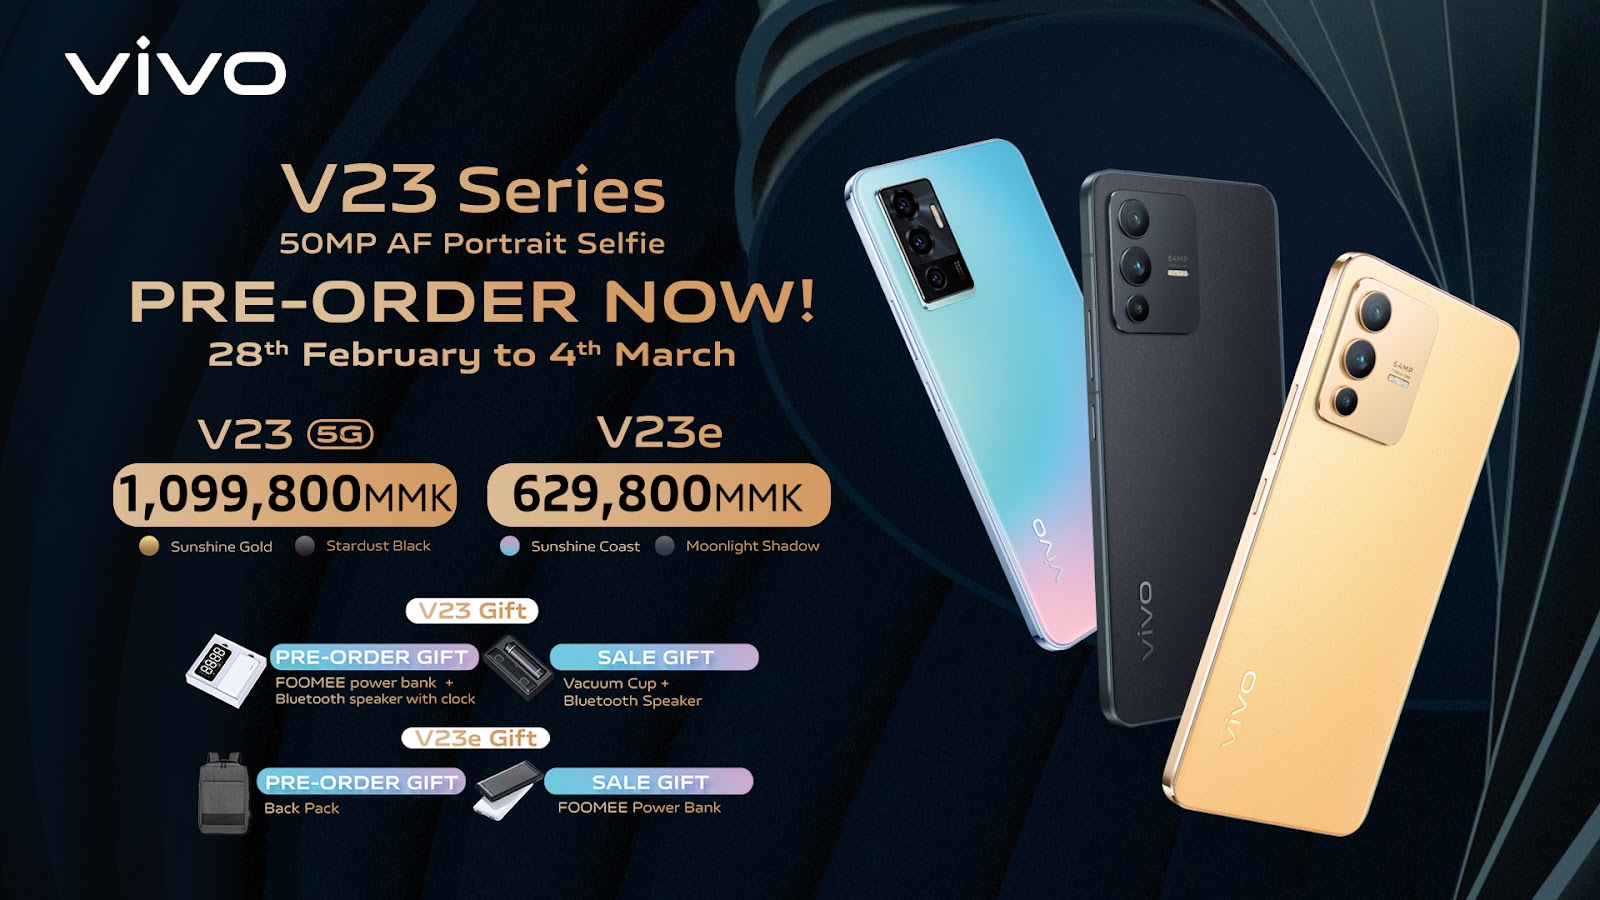 vivo
V23 Series
50MP AF Portrait Selfie
PRE-ORDER NOW!
28th February to 4th March
V23 5G
1,099,800MMK
Sunshine Gold
Stardust Black
V23e
629,800MMK
Sunshine Coast
Moonlight Shadow
V23 Gift
PRE-ORDER GIFT
FOOMEE power bank +
Bluetooth speaker with clock
SALE GIFT
Vacuum Cup +
Bluetooth Speaker
V23e Gift
PRE-ORDER GIFT
Back Pack
SALE GIFT
FOOMEE Power Bank
vivo
64MP
vivo
64MP
vivo